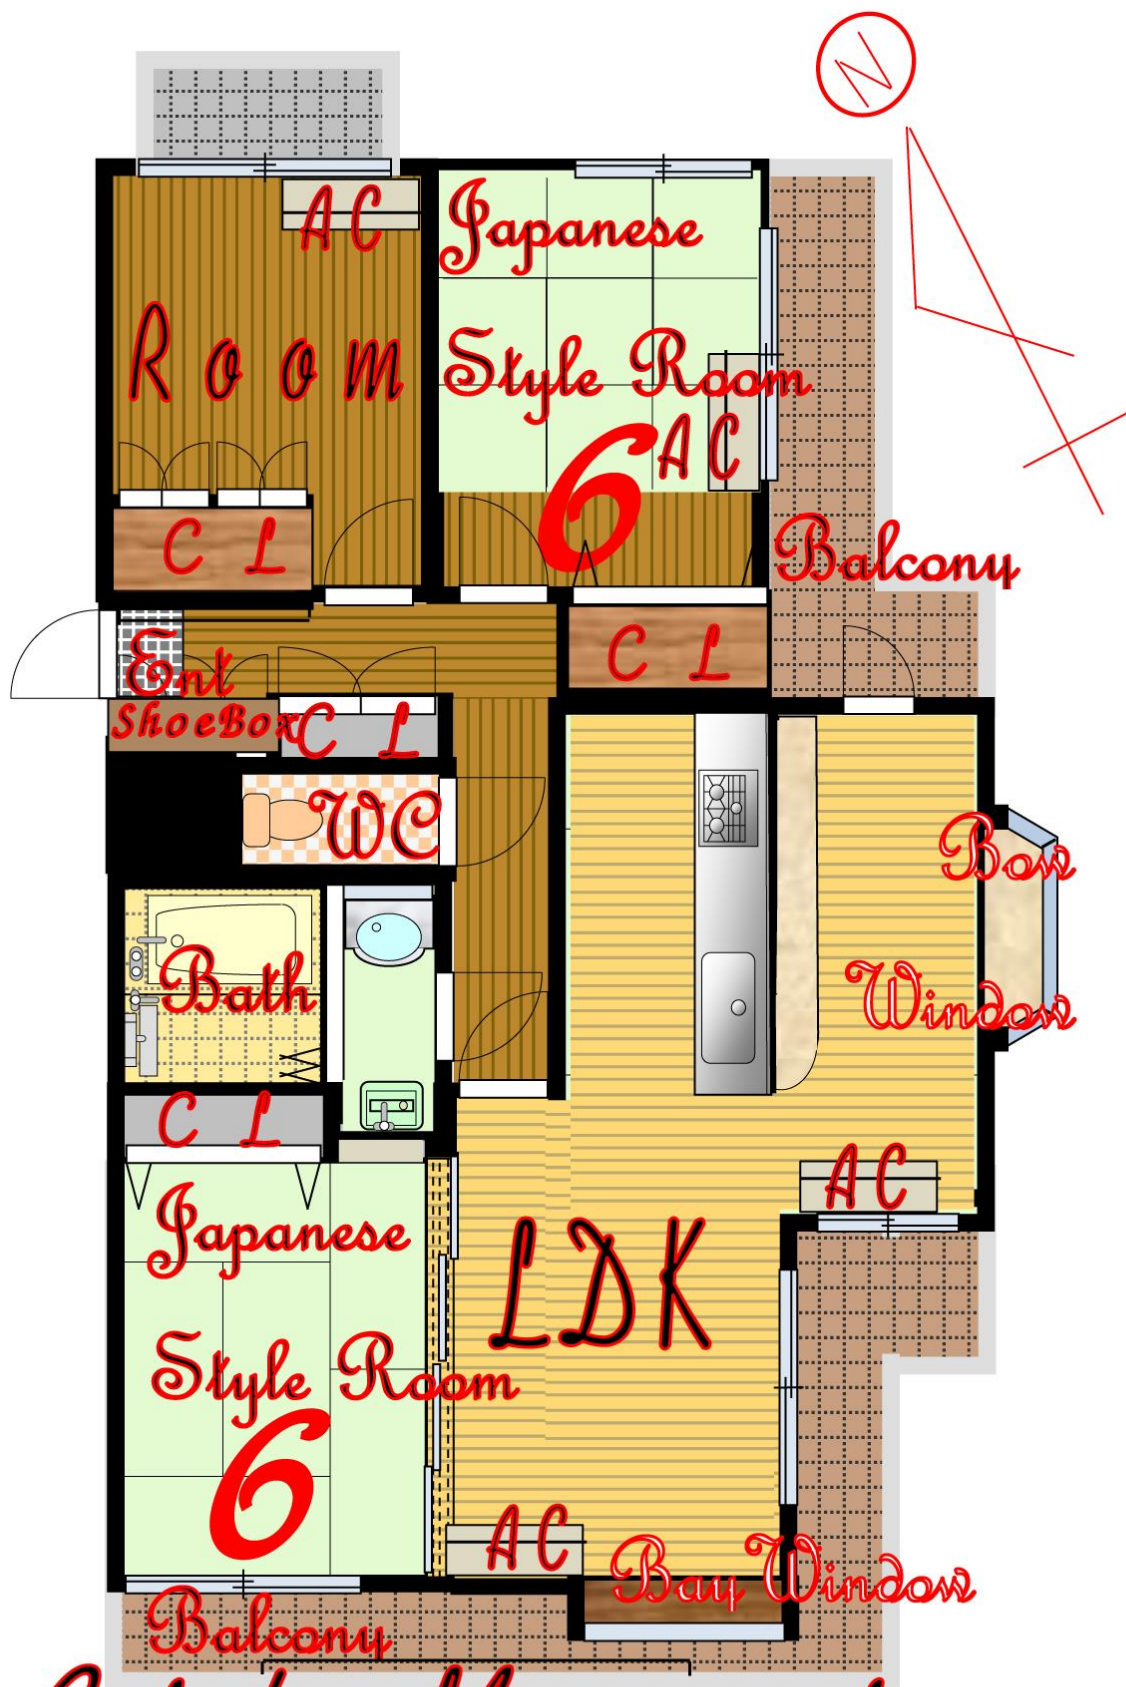 N
AC
Japanese
Room
Style Room
6
AC
CL
Balcony
Ent
CL
ShoeBox
CL
WC
Bow
Bath
Window
CL
AC
Japanese
LDK
Style Room
6
AC
Bay Window
Balcony